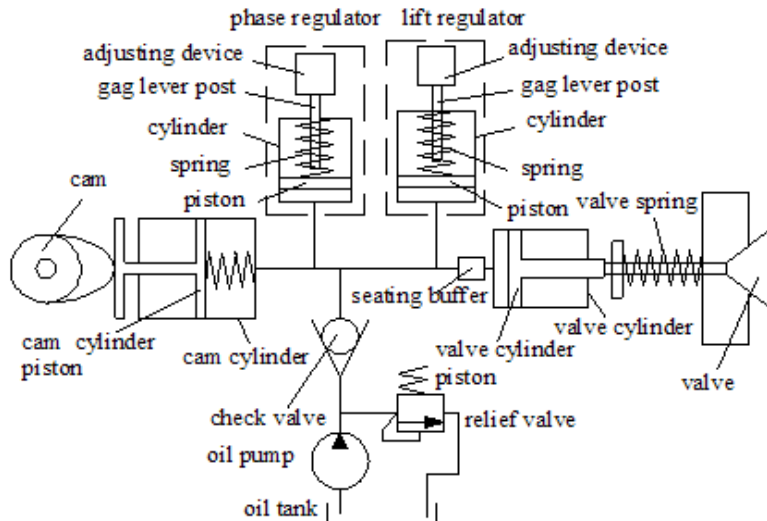 phase regulator
lift regulator
adjusting device
adjusting device
gag lever post
gag lever post
cylinder
cylinder
spring
spring
cam
piston
piston
valve spring
seating buffer
cam cylinder
piston
cam cylinder
valve cylinder
piston
valve cylinder
valve
check valve
relief valve
oil pump
oil tank